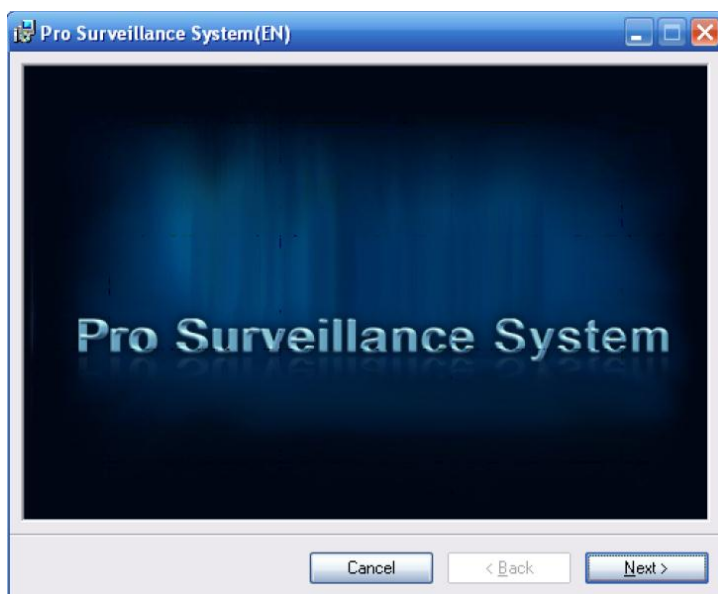 Pro Surveillance System(EN)
Pro Surveillance System
Cancel
< Back
Next >